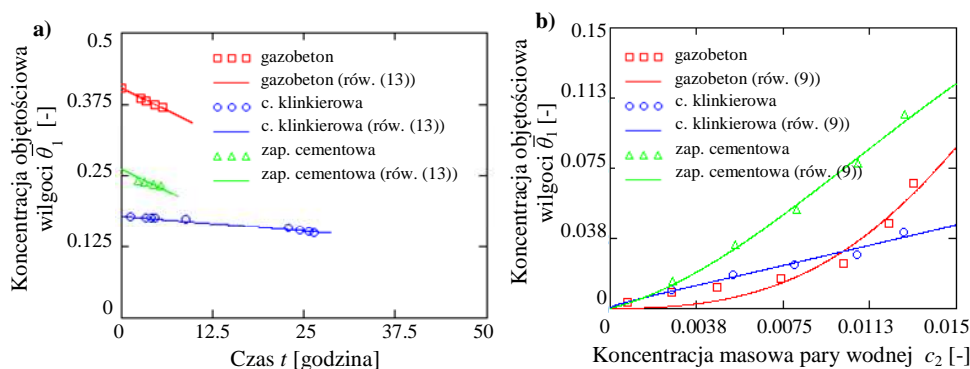 a)
Koncentracja objętościowa
wilgoci θ̅₁ [-]
0.5
0.375
0.25
0.125
0
gazobeton
gazobeton (rów. (13))
c. klinkierowa
c. klinkierowa (rów. (13))
zap. cementowa
zap. cementowa (rów. (13))
0 12.5 25 37.5 50
Czas t [godzina]
b)
Koncentracja objętościowa
wilgoci θ̅₁ [-]
0.15
0.113
0.075
0.038
0
gazobeton
gazobeton (rów. (9))
c. klinkierowa
c. klinkierowa (rów. (9))
zap. cementowa
zap. cementowa (rów. (9))
0 0.0038 0.0075 0.0113 0.015
Koncentracja masowa pary wodnej c₂ [-]